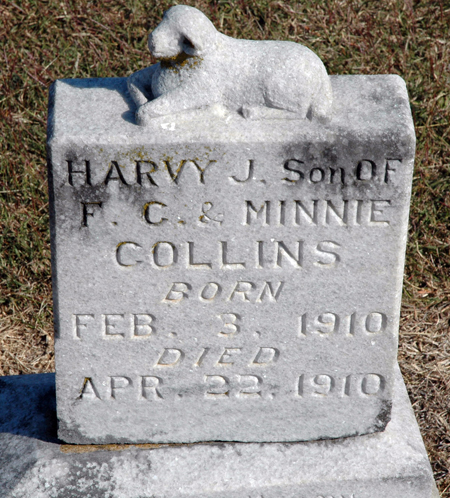 HARVY J. Son OF
F. C. & MINNIE
COLLINS
BORN
FEB. 3. 1910
DIED
APR. 22. 1910